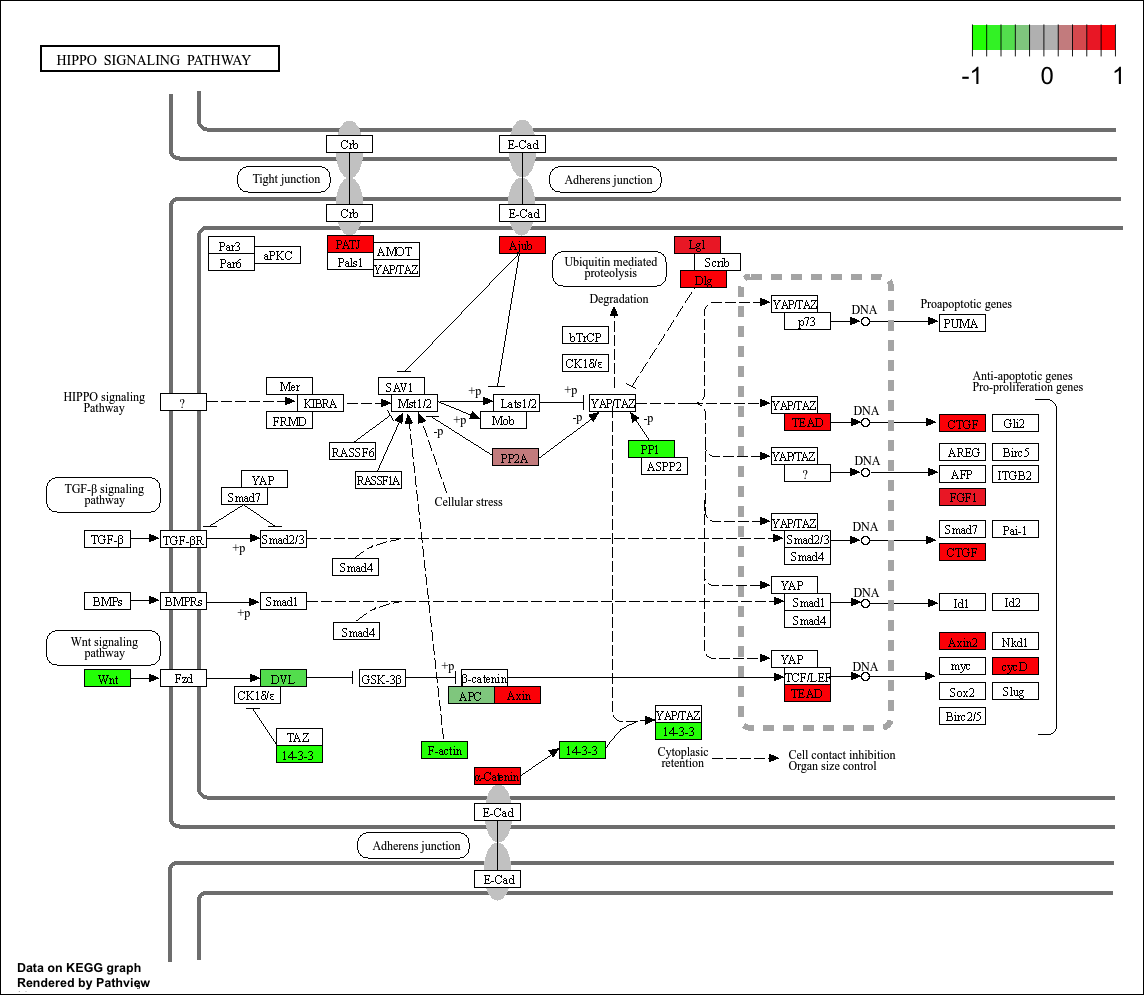 HIPPO SIGNALING PATHWAY
-1 0 1
Crb
E-Cad
Tight junction
Adherens junction
Crb
E-Cad
Par3
aPKC
Par6
PATJ
AMOT
Pals1
YAP/TAZ
Ajub
Lgl
Scrib
Dlg
Ubiquitin mediated
proteolysis
Degradation
bTrCP
CK1δ/ε
YAP/TAZ
p73
DNA
Proapoptotic genes
PUMA
Anti-apoptotic genes
Pro-proliferation genes
HIPPO signaling
Pathway
?
Mer
KIBRA
FRMD
SAV1
Mst1/2
+p
+p
Lats1/2
Mob
+p
YAP/TAZ
-p
-p
-p
RASSF6
RASSF1A
PP2A
PP1
ASPP2
Cellular stress
YAP/TAZ
TEAD
DNA
CTGF
Gli2
YAP/TAZ
?
DNA
AREG
Birc5
AFP
ITGB2
FGF1
TGF-β signaling
pathway
YAP
Smad7
TGF-β
TGF-βR
+p
Smad2/3
Smad4
YAP/TAZ
Smad2/3
Smad4
DNA
Smad7
Pai-1
CTGF
BMPs
BMPRs
+p
Smad1
Smad4
YAP
Smad1
Smad4
DNA
Id1
Id2
Wnt signaling
pathway
Wnt
Fzd
DVL
CK1δ/ε
GSK-3β
+p
β-catenin
APC
Axin
YAP
TCF/LEF
TEAD
DNA
Axin2
Nkd1
myc
cycD
Sox2
Slug
Birc2/5
TAZ
14-3-3
F-actin
14-3-3
YAP/TAZ
14-3-3
Cytoplasic
retention
Cell contact inhibition
Organ size control
α-Catenin
E-Cad
Adherens junction
E-Cad
Data on KEGG graph
Rendered by Pathview